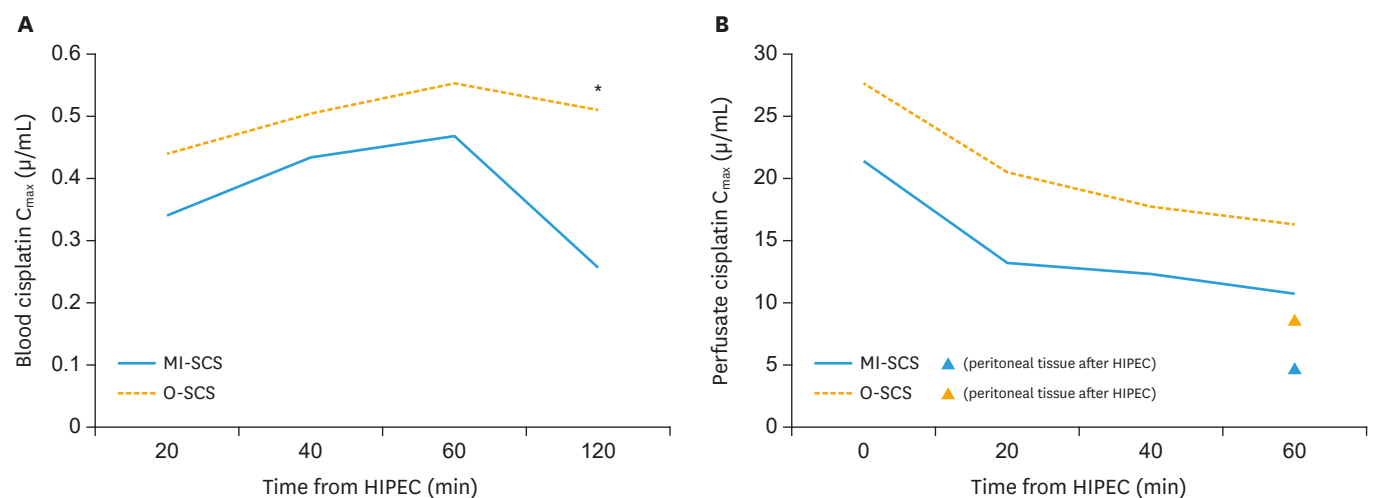 A
Blood cisplatin Cmax (μ/mL)
0.6
0.5
0.4
0.3
0.2
0.1
0
*
MI-SCS
O-SCS
20 40 60 120
Time from HIPEC (min)
B
Perfusate cisplatin Cmax (μ/mL)
30
25
20
15
10
5
0
MI-SCS (peritoneal tissue after HIPEC)
O-SCS (peritoneal tissue after HIPEC)
0 20 40 60
Time from HIPEC (min)